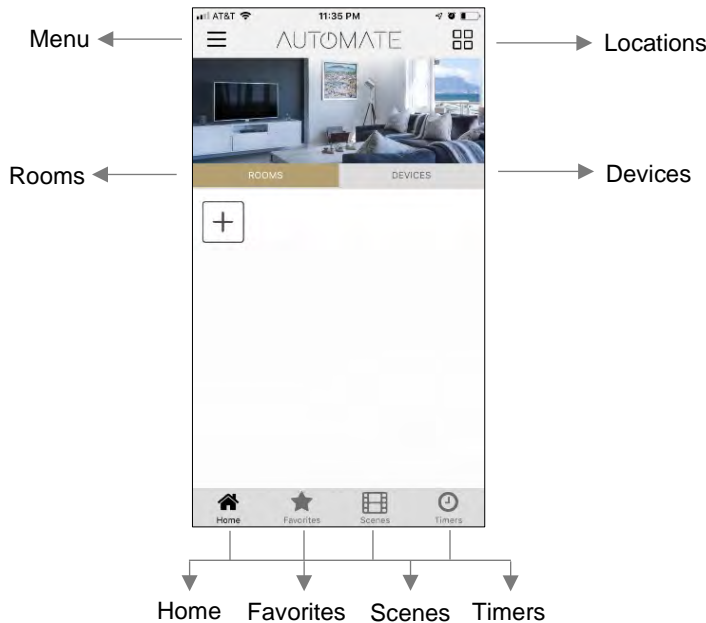 AT&T 11:35 PM
Menu
AUTOMATE
Locations
Rooms
ROOMS DEVICES
Devices
Home Favorites Scenes Timers
Home Favorites Scenes Timers